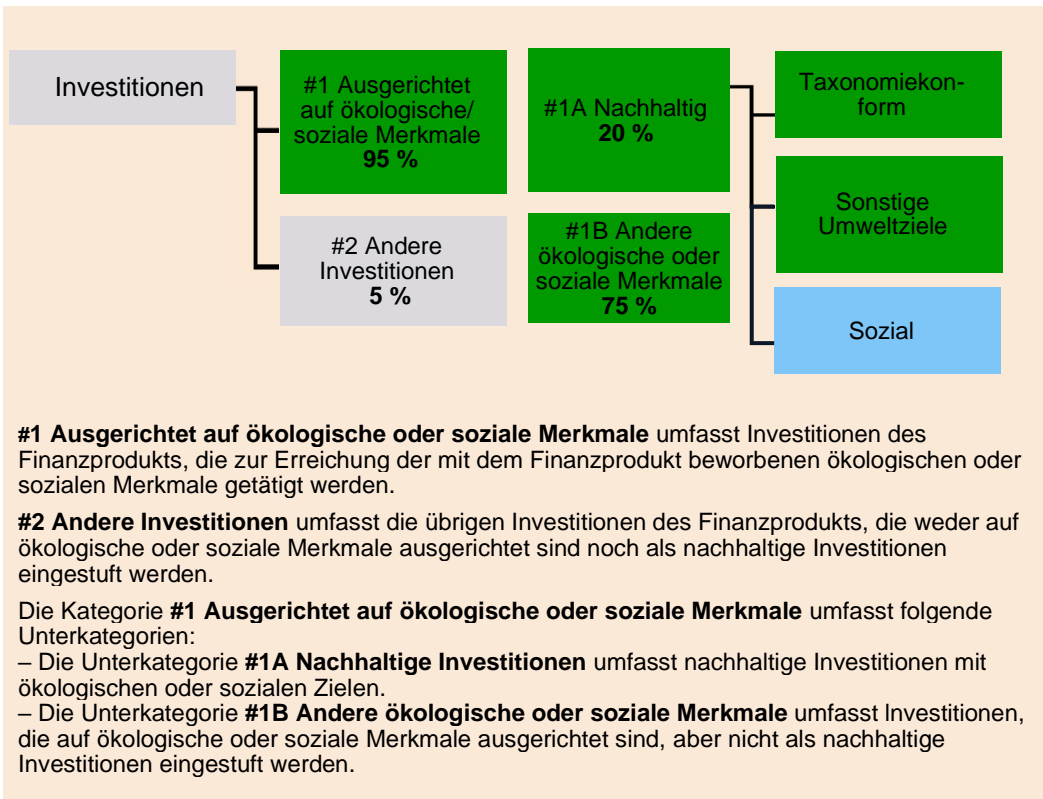 Investitionen
#1 Ausgerichtet
auf ökologische/
soziale Merkmale
95 %
#2 Andere
Investitionen
5 %
#1A Nachhaltig
20 %
#1B Andere
ökologische oder
soziale Merkmale
75 %
Taxonomiekon-
form
Sonstige
Umweltziele
Sozial
#1 Ausgerichtet auf ökologische oder soziale Merkmale umfasst Investitionen des
Finanzprodukts, die zur Erreichung der mit dem Finanzprodukt beworbenen ökologischen oder
sozialen Merkmale getätigt werden.
#2 Andere Investitionen umfasst die übrigen Investitionen des Finanzprodukts, die weder auf
ökologische oder soziale Merkmale ausgerichtet sind noch als nachhaltige Investitionen
eingestuft werden.
Die Kategorie #1 Ausgerichtet auf ökologische oder soziale Merkmale umfasst folgende
Unterkategorien:
– Die Unterkategorie #1A Nachhaltige Investitionen umfasst nachhaltige Investitionen mit
ökologischen oder sozialen Zielen.
– Die Unterkategorie #1B Andere ökologische oder soziale Merkmale umfasst Investitionen,
die auf ökologische oder soziale Merkmale ausgerichtet sind, aber nicht als nachhaltige
Investitionen eingestuft werden.